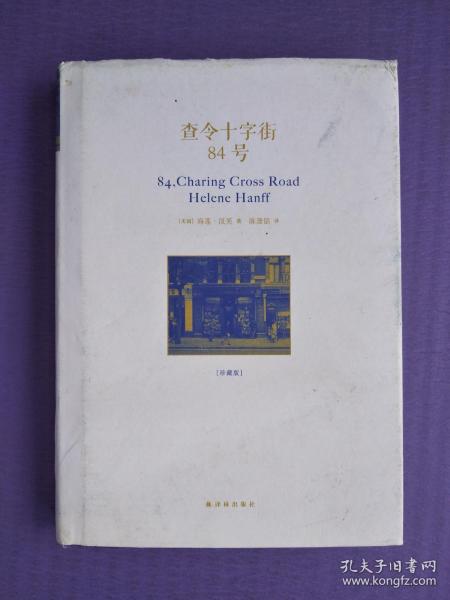 查令十字街
84号
84,Charing Cross Road
Helene Hanff
[美国] 海莲·汉芙 著 陈建铭 译
[珍藏版]
译林出版社
孔夫子旧书网
www.kongfz.com